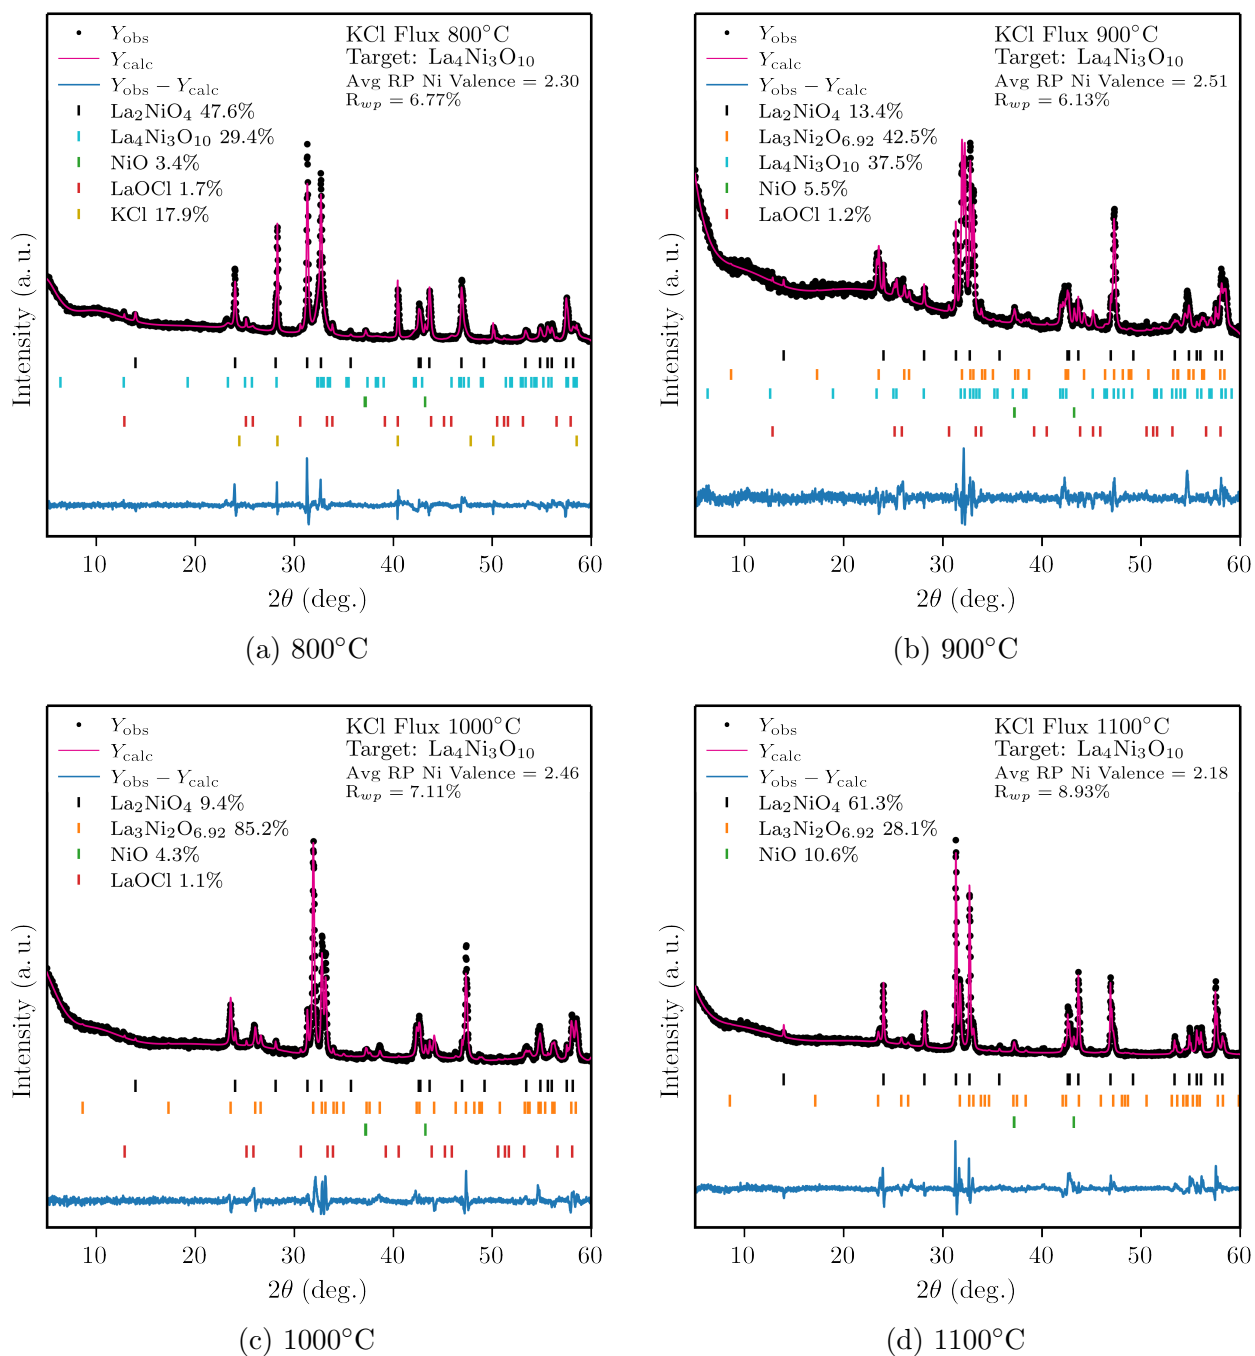 Y_obs
Y_calc
Y_obs − Y_calc
La₂NiO₄ 47.6%
La₄Ni₃O₁₀ 29.4%
NiO 3.4%
LaOCl 1.7%
KCl 17.9%
KCl Flux 800°C
Target: La₄Ni₃O₁₀
Avg RP Ni Valence = 2.30
R_wp = 6.77%
Intensity (a. u.)
10 20 30 40 50 60
2θ (deg.)
(a) 800°C
Y_obs
Y_calc
Y_obs − Y_calc
La₂NiO₄ 13.4%
La₃Ni₂O₆.₉₂ 42.5%
La₄Ni₃O₁₀ 37.5%
NiO 5.5%
LaOCl 1.2%
KCl Flux 900°C
Target: La₄Ni₃O₁₀
Avg RP Ni Valence = 2.51
R_wp = 6.13%
Intensity (a. u.)
10 20 30 40 50 60
2θ (deg.)
(b) 900°C
Y_obs
Y_calc
Y_obs − Y_calc
La₂NiO₄ 9.4%
La₃Ni₂O₆.₉₂ 85.2%
NiO 4.3%
LaOCl 1.1%
KCl Flux 1000°C
Target: La₄Ni₃O₁₀
Avg RP Ni Valence = 2.46
R_wp = 7.11%
Intensity (a. u.)
10 20 30 40 50 60
2θ (deg.)
(c) 1000°C
Y_obs
Y_calc
Y_obs − Y_calc
La₂NiO₄ 61.3%
La₃Ni₂O₆.₉₂ 28.1%
NiO 10.6%
KCl Flux 1100°C
Target: La₄Ni₃O₁₀
Avg RP Ni Valence = 2.18
R_wp = 8.93%
Intensity (a. u.)
10 20 30 40 50 60
2θ (deg.)
(d) 1100°C